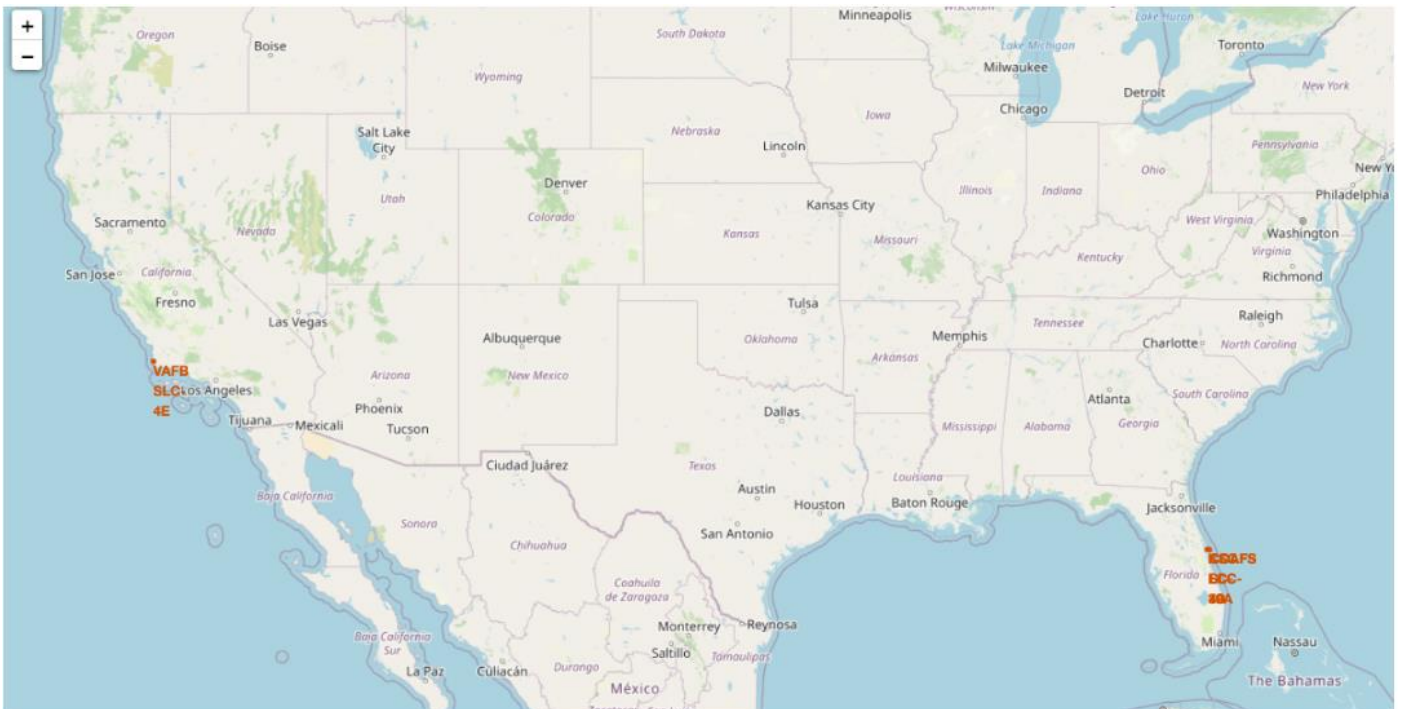 +
−
Oregon
Boise
Wyoming
South Dakota
Minneapolis
Wisconsin
Lake Michigan
Lake Huron
Toronto
Milwaukee
Detroit
Chicago
New York
Salt Lake
City
Nebraska
Iowa
Lincoln
Pennsylvania
Ohio
Illinois
Indiana
Philadelphia
Denver
Utah
Colorado
Kansas City
Kansas
Missouri
West Virginia
Washington
Virginia
Richmond
Kentucky
Sacramento
Nevada
San Jose
California
Fresno
Las Vegas
Tulsa
Oklahoma
Memphis
Tennessee
Raleigh
Charlotte
North Carolina
Albuquerque
New Mexico
Arkansas
Arizona
VAFB
SLC-
4E
Los Angeles
Phoenix
Tucson
Tijuana
Mexicali
Dallas
Atlanta
South Carolina
Mississippi
Alabama
Georgia
Ciudad Juárez
Texas
Louisiana
Austin
Houston
Baton Rouge
Jacksonville
San Antonio
Baja California
Sonora
Chihuahua
Coahuila
de Zaragoza
Florida
Monterrey
Reynosa
Saltillo
Tamaulipas
Miami
Nassau
The Bahamas
Baja California
Sur
La Paz
Culiacán
Durango
México